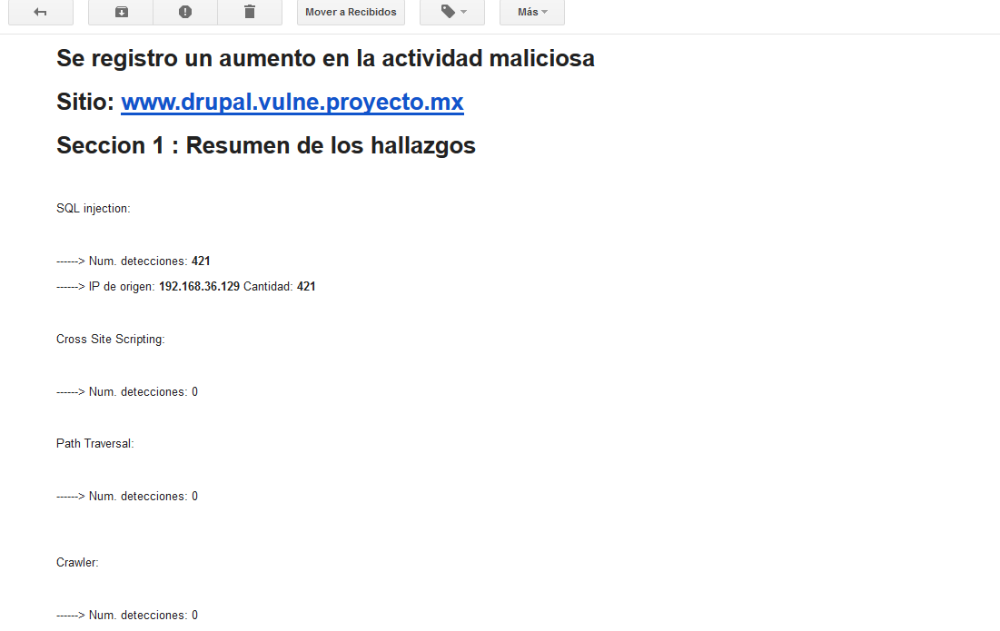 Mover a Recibidos
Más
Se registro un aumento en la actividad maliciosa
Sitio: www.drupal.vulne.proyecto.mx
Seccion 1 : Resumen de los hallazgos
SQL injection:
------> Num. detecciones: 421
------> IP de origen: 192.168.36.129 Cantidad: 421
Cross Site Scripting:
------> Num. detecciones: 0
Path Traversal:
------> Num. detecciones: 0
Crawler:
------> Num. detecciones: 0